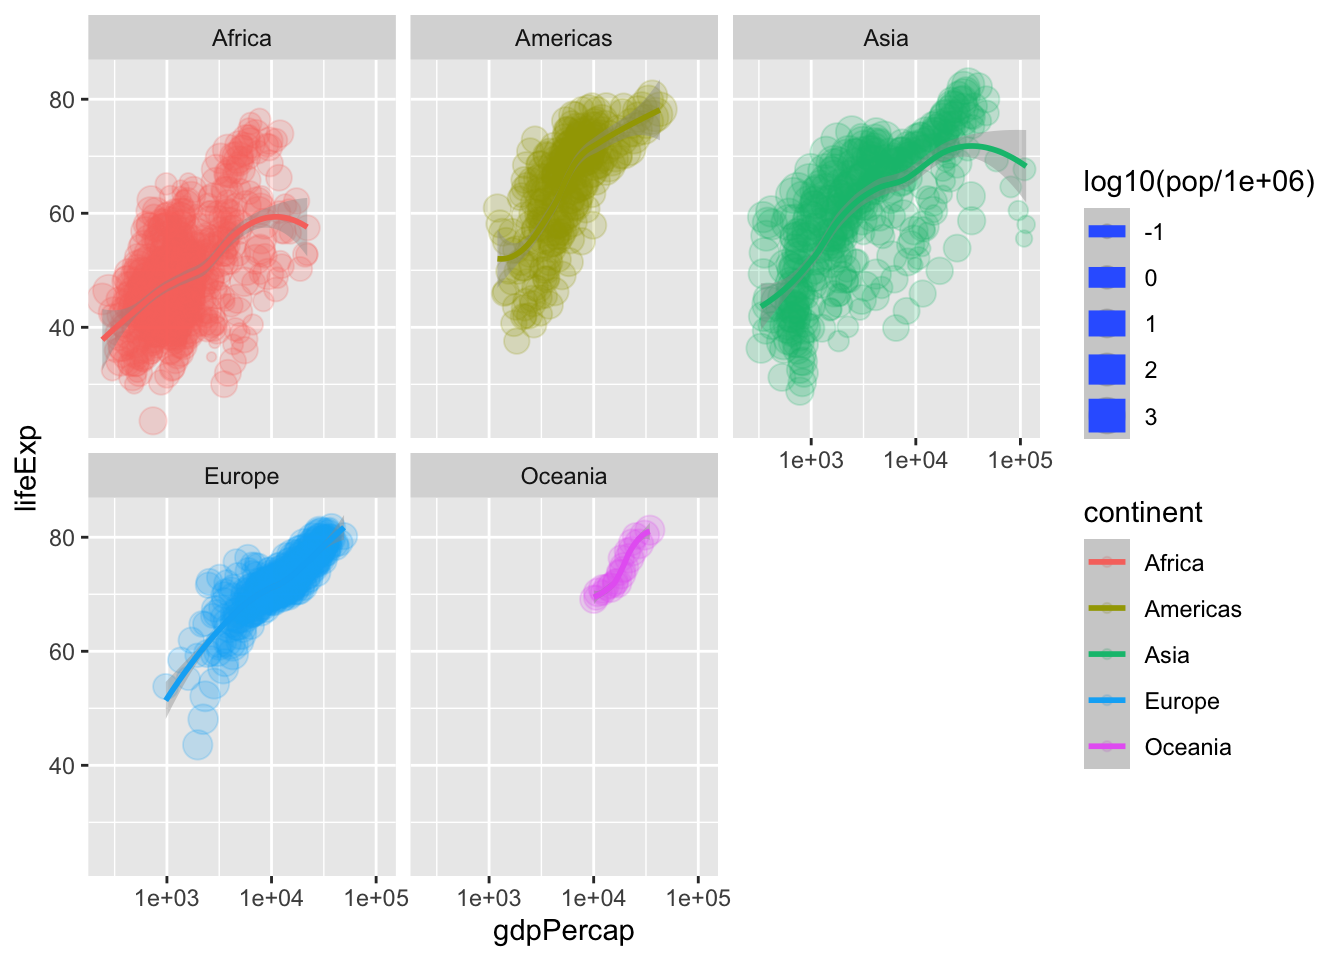 Africa
Americas
Asia
80
60
40
1e+03
1e+04
1e+05
Europe
Oceania
80
60
40
1e+03
1e+04
1e+05
1e+03
1e+04
1e+05
gdpPercap
lifeExp
log10(pop/1e+06)
-1
0
1
2
3
continent
Africa
Americas
Asia
Europe
Oceania